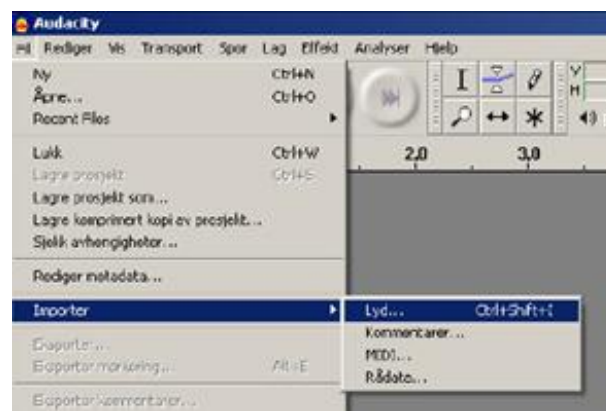 Audacity
Fil Rediger Vis Transport Spor Lag Effekt Analyser Hjelp
Ny Ctrl+N
Åpne... Ctrl+O
Recent Files
Lukk Ctrl+W
Lagre prosjekt Ctrl+S
Lagre prosjekt som...
Lagre komprimert kopi av prosjekt...
Sjekk avhengigheter...
Rediger metadata...
Importer
Eksporter...
Eksporter markering...
Eksporter kommentarer...
Lyd... Ctrl+Shift+I
Kommentarer...
MIDI...
Rådata...
2,0 3,0